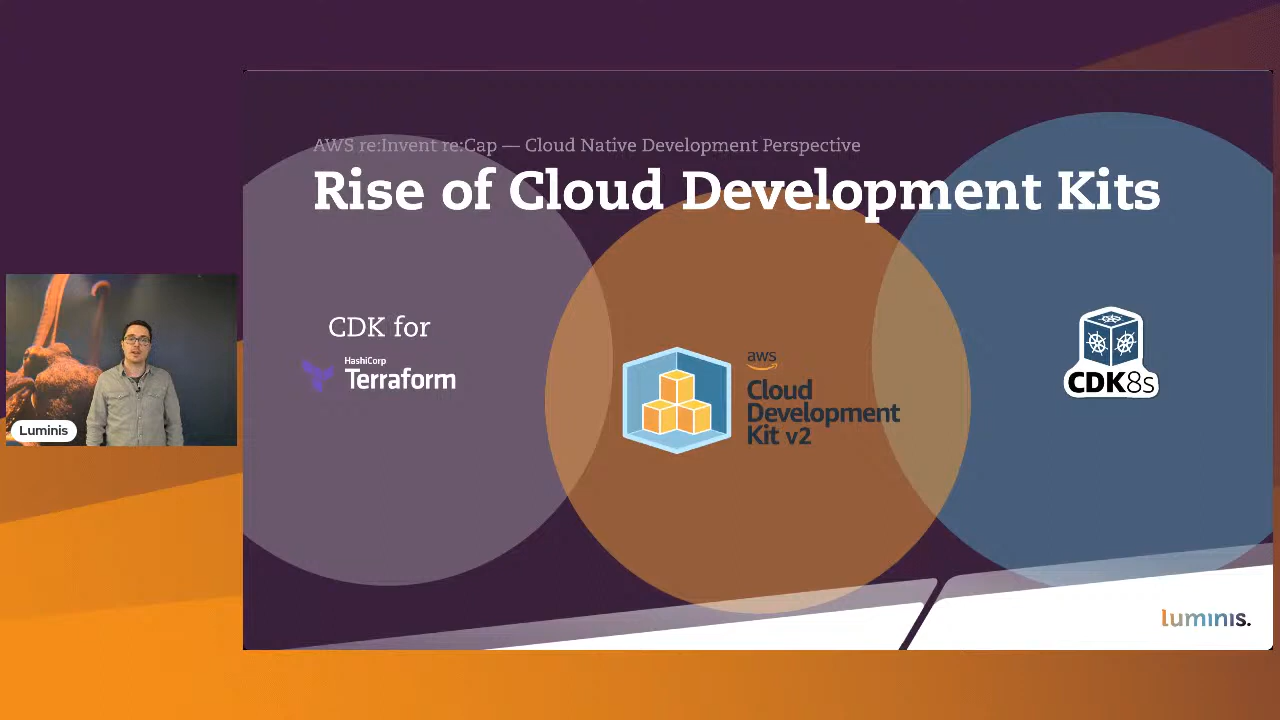 AWS re:Invent re:Cap — Cloud Native Development Perspective
Rise of Cloud Development Kits
CDK for
HashiCorp
Terraform
aws
Cloud
Development
Kit v2
CDK8s
Luminis
luminis.